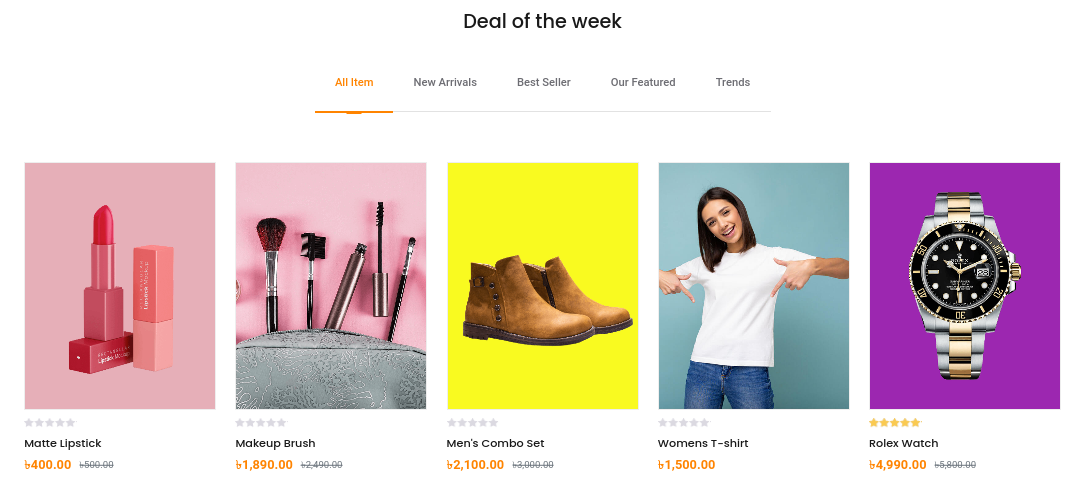 Deal of the week
All Item New Arrivals Best Seller Our Featured Trends
Matte Lipstick
৳400.00 ৳500.00
Makeup Brush
৳1,890.00 ৳2,490.00
Men's Combo Set
৳2,100.00 ৳3,000.00
Womens T-shirt
৳1,500.00
ROLEX
Rolex Watch
৳4,990.00 ৳5,800.00